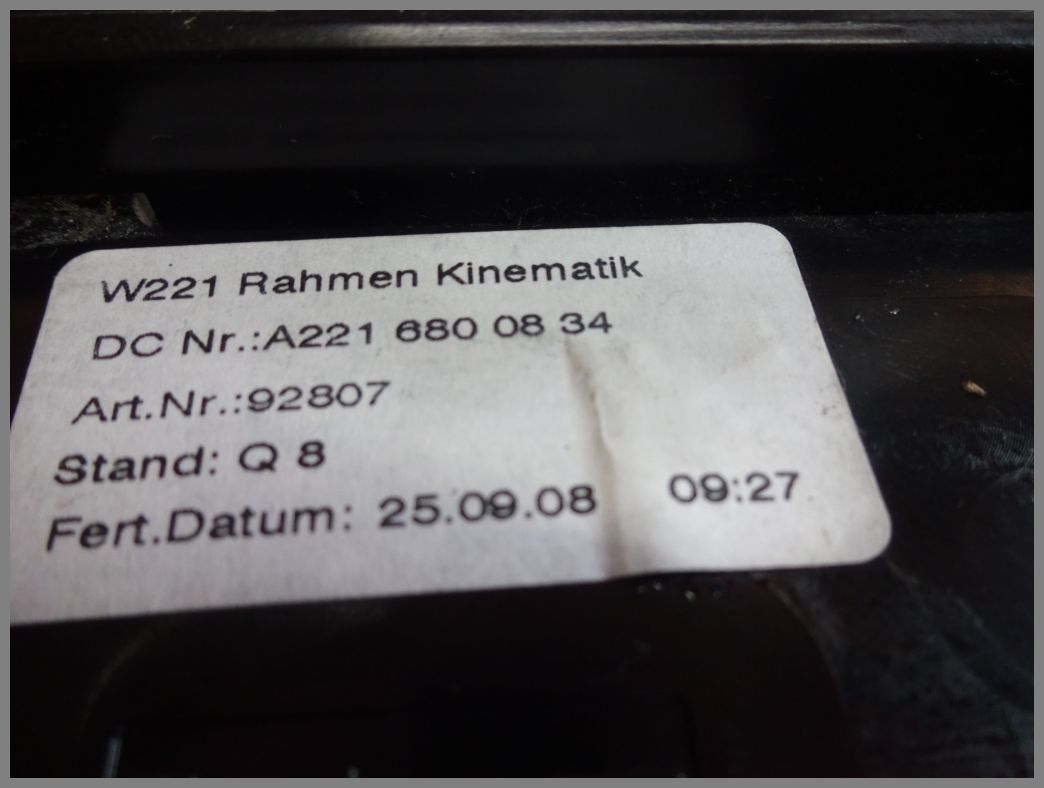 W221 Rahmen Kinematik
DC Nr.:A221 680 08 34
Art.Nr.:92807
Stand: Q 8
Fert.Datum: 25.09.08 09:27